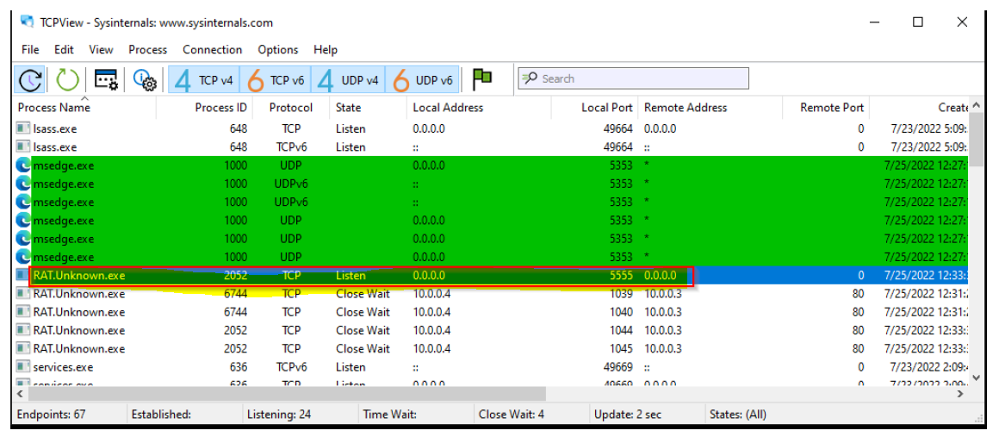 TCPView - Sysinternals: www.sysinternals.com
File Edit View Process Connection Options Help
4 TCP v4 6 TCP v6 4 UDP v4 6 UDP v6 Search
Process Name Process ID Protocol State Local Address Local Port Remote Address Remote Port Create
lsass.exe 648 TCP Listen 0.0.0.0 49664 0.0.0.0 0 7/23/2022 5:09:
lsass.exe 648 TCPv6 Listen :: 49664 :: 0 7/23/2022 5:09:
msedge.exe 1000 UDP 0.0.0.0 5353 * 7/25/2022 12:27:
msedge.exe 1000 UDPv6 :: 5353 * 7/25/2022 12:27:
msedge.exe 1000 UDPv6 :: 5353 * 7/25/2022 12:27:
msedge.exe 1000 UDP 0.0.0.0 5353 * 7/25/2022 12:27:
msedge.exe 1000 UDP 0.0.0.0 5353 * 7/25/2022 12:27:
msedge.exe 1000 UDP 0.0.0.0 5353 * 7/25/2022 12:27:
RAT.Unknown.exe 2052 TCP Listen 0.0.0.0 5555 0.0.0.0 0 7/25/2022 12:33:
RAT.Unknown.exe 6744 TCP Close Wait 10.0.0.4 1039 10.0.0.3 80 7/25/2022 12:31:
RAT.Unknown.exe 6744 TCP Close Wait 10.0.0.4 1040 10.0.0.3 80 7/25/2022 12:31:
RAT.Unknown.exe 2052 TCP Close Wait 10.0.0.4 1044 10.0.0.3 80 7/25/2022 12:33:
RAT.Unknown.exe 2052 TCP Close Wait 10.0.0.4 1045 10.0.0.3 80 7/25/2022 12:33:
services.exe 636 TCPv6 Listen :: 49669 :: 0 7/23/2022 2:09:
services.exe 636 TCP Listen 0.0.0.0 49669 0.0.0.0 0 7/23/2022 2:09:
Endpoints: 67 Established: Listening: 24 Time Wait: Close Wait: 4 Update: 2 sec States: (All)